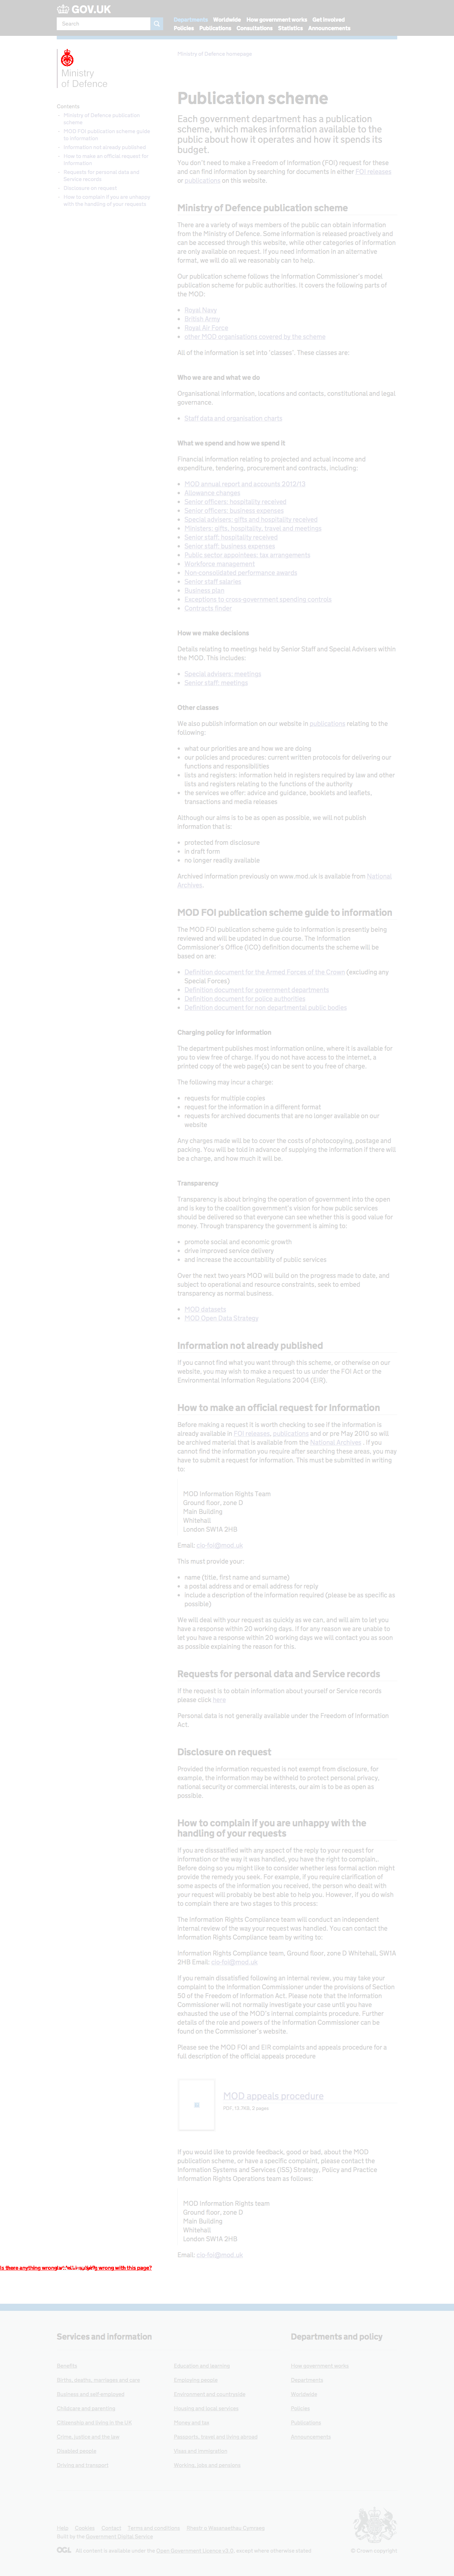 GOV.UK
Search
Departments Worldwide How government works Get involved
Policies Publications Consultations Statistics Announcements
Ministry
of Defence
Ministry of Defence homepage
Contents
Ministry of Defence publication
scheme
MOD FOI publication scheme guide
to information
Information not already published
How to make an official request for
information
Requests for personal data and
Service records
Disclosure on request
How to complain if you are unhappy
with the handling of your requests
Publication scheme
Each government department has a publication
scheme, which makes information available to the
public about how it operates and how it spends its
budget.
You don't need to make a Freedom of Information (FOI) request for these
and can find information by searching for documents in either FOI releases
or publications on this website.
Ministry of Defence publication scheme
There are a variety of ways members of the public can obtain information
from the Ministry of Defence. Some information is released proactively and
can be accessed through this website, while other categories of information
are only available on request. If you need information in an alternative
format, we will do all we reasonably can to help.
Our publication scheme follows the Information Commissioner's model
publication scheme for public authorities. It covers the following parts of
the MOD:
Royal Navy
British Army
Royal Air Force
other MOD organisations covered by the scheme
All of the information is set into 'classes'. These classes are:
Who we are and what we do
Organisational information, locations and contacts, constitutional and legal
governance.
Staff data and organisation charts
What we spend and how we spend it
Financial information relating to projected and actual income and
expenditure, tendering, procurement and contracts, including:
MOD annual report and accounts 2012/13
Allowance changes
Senior officers: hospitality received
Senior officers: business expenses
Special advisers: gifts and hospitality received
Ministers: gifts, hospitality, travel and meetings
Senior staff: hospitality received
Senior staff: business expenses
Public sector appointees: tax arrangements
Workforce management
Non-consolidated performance awards
Senior staff salaries
Business plan
Exceptions to cross-government spending controls
Contracts finder
How we make decisions
Details relating to meetings held by Senior Staff and Special Advisers within
the MOD. This includes:
Special advisers: meetings
Senior staff: meetings
Other classes
We also publish information on our website in publications relating to the
following:
what our priorities are and how we are doing
our policies and procedures: current written protocols for delivering our
functions and responsibilities
lists and registers: information held in registers required by law and other
lists and registers relating to the functions of the authority
the services we offer: advice and guidance, booklets and leaflets,
transactions and media releases
Although our aims is to be as open as possible, we will not publish
information that is:
protected from disclosure
in draft form
no longer readily available
Archived information previously on www.mod.uk is available from National
Archives.
MOD FOI publication scheme guide to information
The MOD FOI publication scheme guide to information is presently being
reviewed and will be updated in due course. The Information
Commissioner's Office (ICO) definition documents the scheme will be
based on are:
Definition document for the Armed Forces of the Crown (excluding any
Special Forces)
Definition document for government departments
Definition document for police authorities
Definition document for non departmental public bodies
Charging policy for information
The department publishes most information online, where it is available for
you to view free of charge. If you do not have access to the internet, a
printed copy of the web page(s) can be sent to you free of charge.
The following may incur a charge:
requests for multiple copies
request for the information in a different format
requests for archived documents that are no longer available on our
website
Any charges made will be to cover the costs of photocopying, postage and
packing. You will be told in advance of supplying the information if there will
be a charge, and how much it will be.
Transparency
Transparency is about bringing the operation of government into the open
and is key to the coalition government's vision for how public services
should be delivered so that everyone can see whether this is good value for
money. Through transparency the government is aiming to:
promote social and economic growth
drive improved service delivery
and increase the accountability of public services
Over the next two years MOD will build on the progress made to date, and
subject to operational and resource constraints, seek to embed
transparency as normal business.
MOD datasets
MOD Open Data Strategy
Information not already published
If you cannot find what you want through this scheme, or otherwise on our
website, you may wish to make a request to us under the FOI Act or the
Environmental Information Regulations 2004 (EIR).
How to make an official request for information
Before making a request it is worth checking to see if the information is
already available in FOI releases, publications and or pre May 2010 so will
be archived material that is available from the National Archives . If you
cannot find the information you require after searching these areas, you may
need to submit a request for information. This must be submitted in writing
to:
MOD Information Rights Team
Ground floor, zone D
Main Building
Whitehall
London SW1A 2HB
Email: cio-foi@mod.uk
This must provide your:
name (title, first name and surname)
a postal address and or email address for reply
include a description of the information required (please be as specific as
possible)
We will deal with your request as quickly as we can, and will aim to let you
have a response within 20 working days. If for any reason we are unable to
let you have a response within 20 working days we will contact you as soon
as possible explaining the reason for this.
Requests for personal data and Service records
If the request is to obtain information about yourself or Service records
please click here
Personal data is not generally available under the Freedom of Information
Act.
Disclosure on request
Provided the information requested is not exempt from disclosure, for
example, the information may be withheld to protect personal privacy,
national security or commercial interests, our aim is to be as open as
possible.
How to complain if you are unhappy with the
handling of your requests
If you are dissatisfied with any aspect of the reply to your request for
information or the way it was handled, you have the right to complain.
Before doing so you might like to consider whether less formal action might
provide the remedy you seek. For example, if you require clarification of
some aspects of the information you received, the person who dealt with
your request will probably be best able to help you. However, if you do wish
to complain there are two stages to this process:
The Information Rights Compliance team will conduct an independent
internal review of the way your request was handled. You can contact the
Information Rights Compliance team by writing to:
Information Rights Compliance team, Ground floor, zone D Whitehall, SW1A
2HB Email: cio-foi@mod.uk
If you remain dissatisfied following an internal review, you may take your
complaint to the Information Commissioner under the provisions of Section
50 of the Freedom of Information Act. Please note that the Information
Commissioner will not normally investigate your case until you have
exhausted the use of the MOD's internal complaints procedure. Further
details of the role and powers of the Information Commissioner can be
found on the Commissioner's website.
Please see the MOD FOI and EIR complaints and appeals procedure for a
full description of the official appeals procedure
MOD appeals procedure
If you would like to provide feedback, good or bad, about the MOD
publication scheme, or have a specific complaint, please contact the
Information Systems and Services (ISS) Strategy, Policy and Practice
Information Rights Operations team as follows:
MOD Information Rights team
Ground floor, zone D
Main Building
Whitehall
London SW1A 2HB
Email: cio-foi@mod.uk
Is there anything wrong with this page?
Services and information
Departments and policy
Benefits
Births, deaths, marriages and care
Business and self-employed
Childcare and parenting
Citizenship and living in the UK
Crime, justice and the law
Disabled people
Driving and transport
Education and learning
Employing people
Environment and countryside
Housing and local services
Money and tax
Passports, travel and living abroad
Visas and immigration
Working, jobs and pensions
How government works
Departments
Worldwide
Policies
Publications
Announcements
Help Cookies Contact Terms and conditions Rhestr o Wasanaethau Cymraeg
Built by the Government Digital Service
OGL All content is available under the Open Government Licence v3.0, except where otherwise stated
© Crown copyright